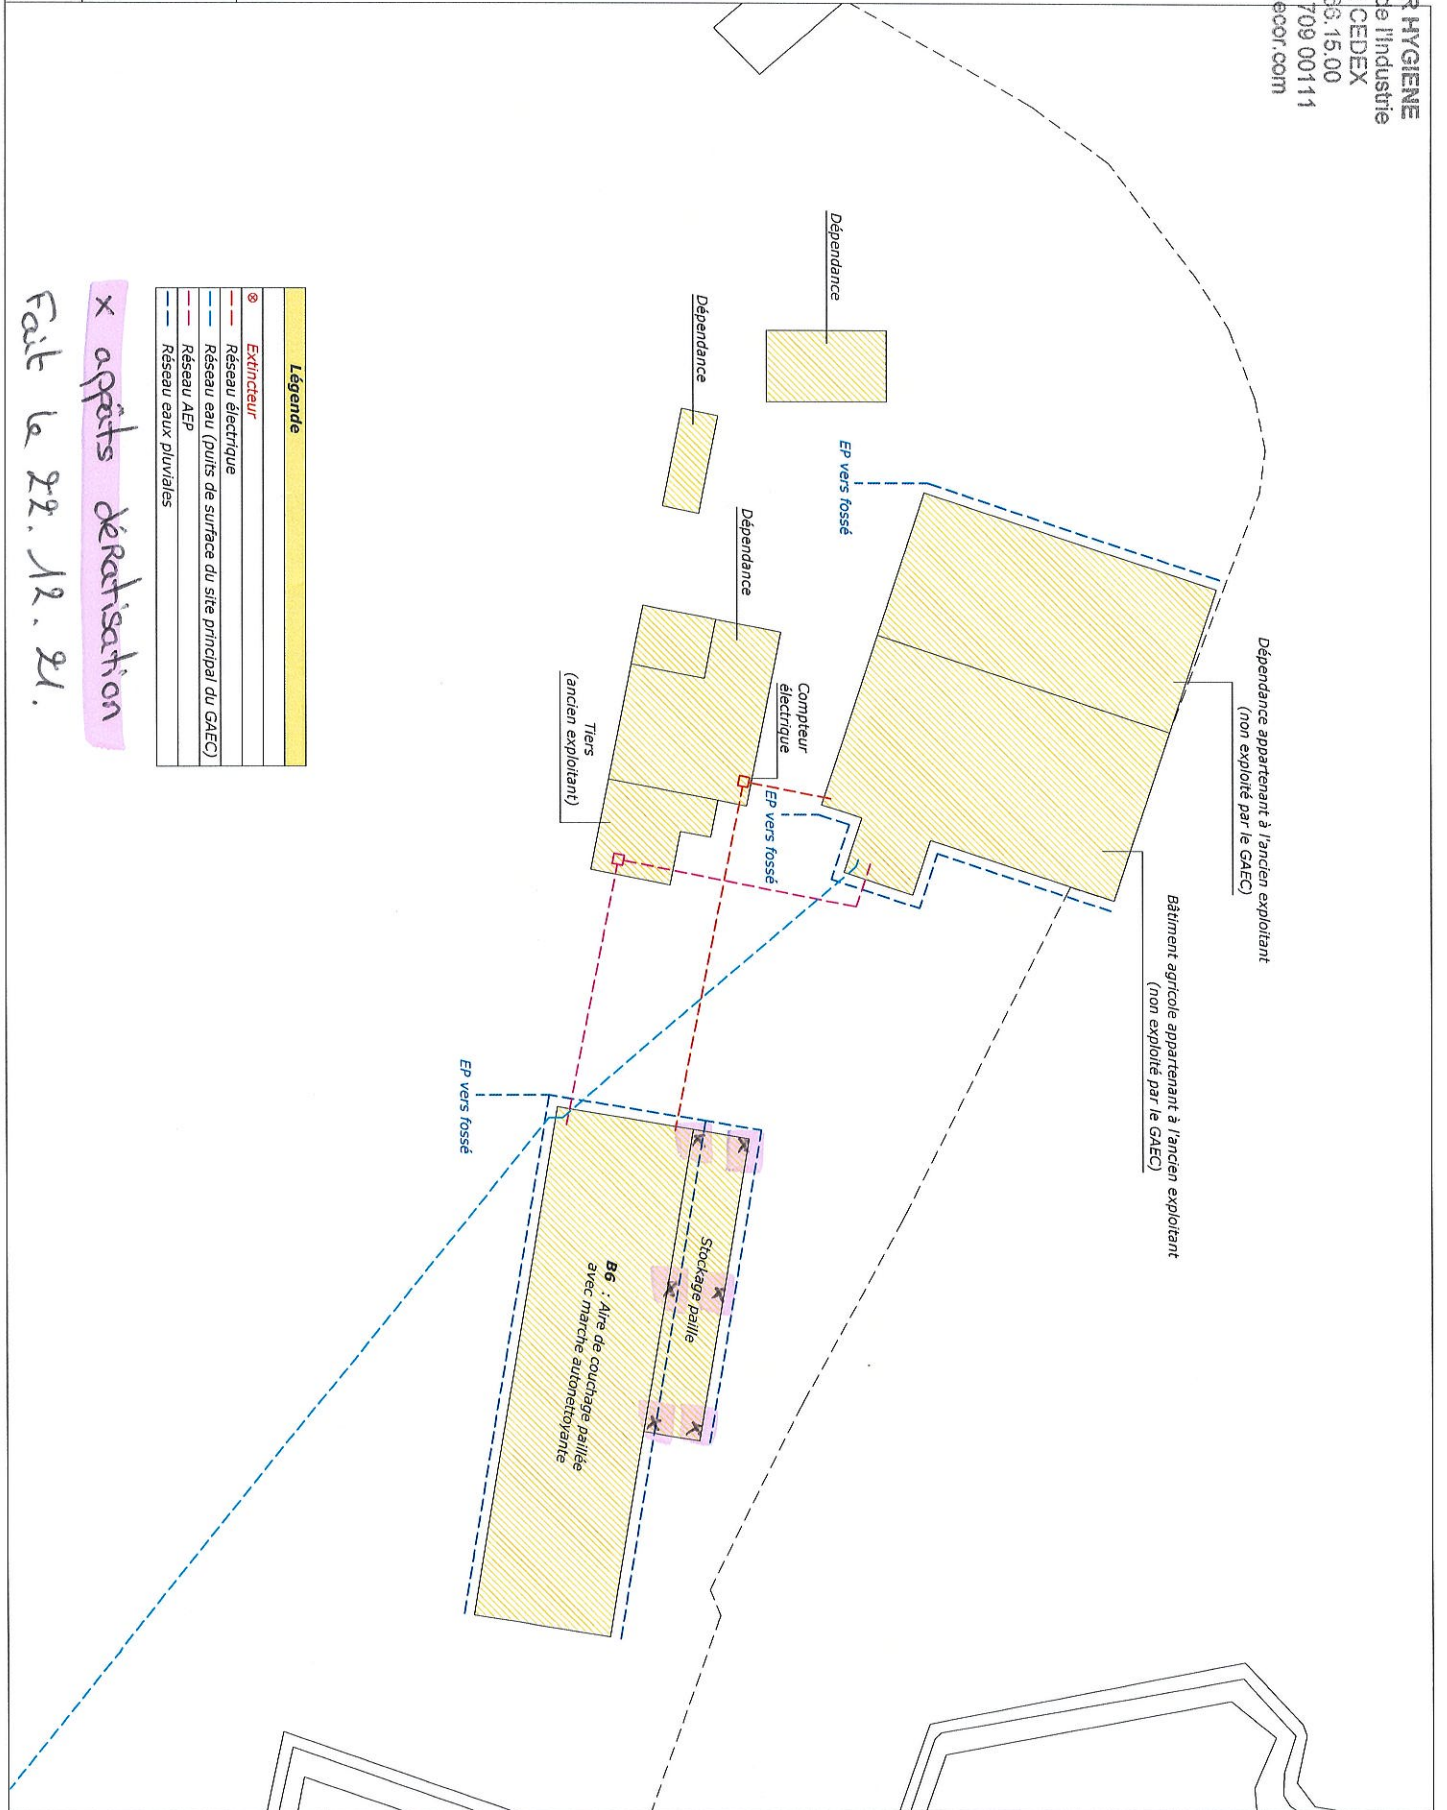 R HYGIENE
de l'Industrie
CEDEX
66.15.00
709 00111
ecor.com
Dépendance appartenant à l'ancien exploitant
(non exploité par le GAEC)
Bâtiment agricole appartenant à l'ancien exploitant
(non exploité par le GAEC)
Dépendance
EP vers fossé
Dépendance
Dépendance
Compteur
électrique
EP vers fossé
Tiers
(ancien exploitant)
Stockage paille
B6 : Aire de couchage paillée
avec marche autonettoyante
EP vers fossé
Légende
Extincteur
Réseau électrique
Réseau eau (puits de surface du site principal du GAEC)
Réseau AEP
Réseau eaux pluviales
x appâts dératisation
Fait le 22.12.21.